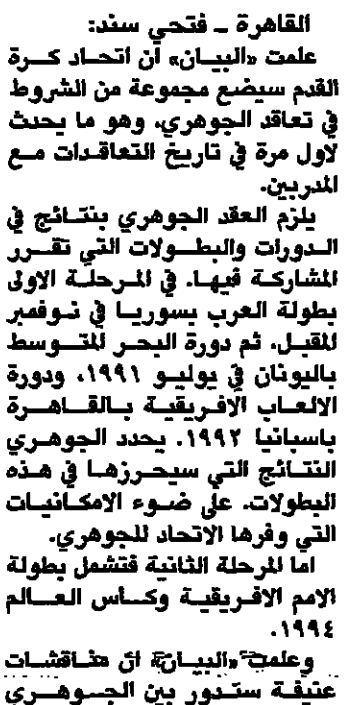 القاهرة ـ فتحي سند:
علمت «البيان» ان اتحاد كرة
القدم سيضع مجموعة من الشروط
في تعاقد الجوهري، وهو ما يحدث
لاول مرة في تاريخ التعاقدات مع
المدربين.
يلزم العقد الجوهري بنتائج في
الدورات والبطولات التي تقرر
المشاركة فيها. في المرحلة الاولى
بطولة العرب بسوريا في نوفمبر
المقبل، ثم دورة البحر المتوسط
باليونان في يوليو ١٩٩١، ودورة
الالعاب الافريقية بالقاهرة
باسبانيا ١٩٩٢. يحدد الجوهري
النتائج التي سيحرزها في هذه
البطولات، على ضوء الامكانيات
التي وفرها الاتحاد للجوهري.
اما المرحلة الثانية فتشمل بطولة
الامم الافريقية وكأس العالم
١٩٩٤.
وعلمت «البيان» ان مناقشات
عنيفة ستدور بين الجوهري